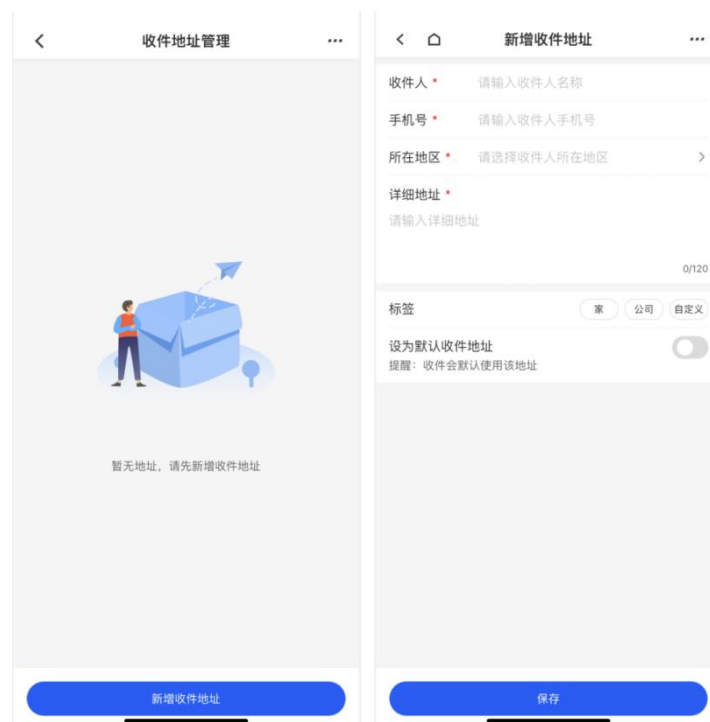 收件地址管理
暂无地址，请先新增收件地址
新增收件地址
新增收件地址
收件人 * 请输入收件人名称
手机号 * 请输入收件人手机号
所在地区 * 请选择收件人所在地区
详细地址 *
请输入详细地址
0/120
标签 家 公司 自定义
设为默认收件地址
提醒：收件会默认使用该地址
保存